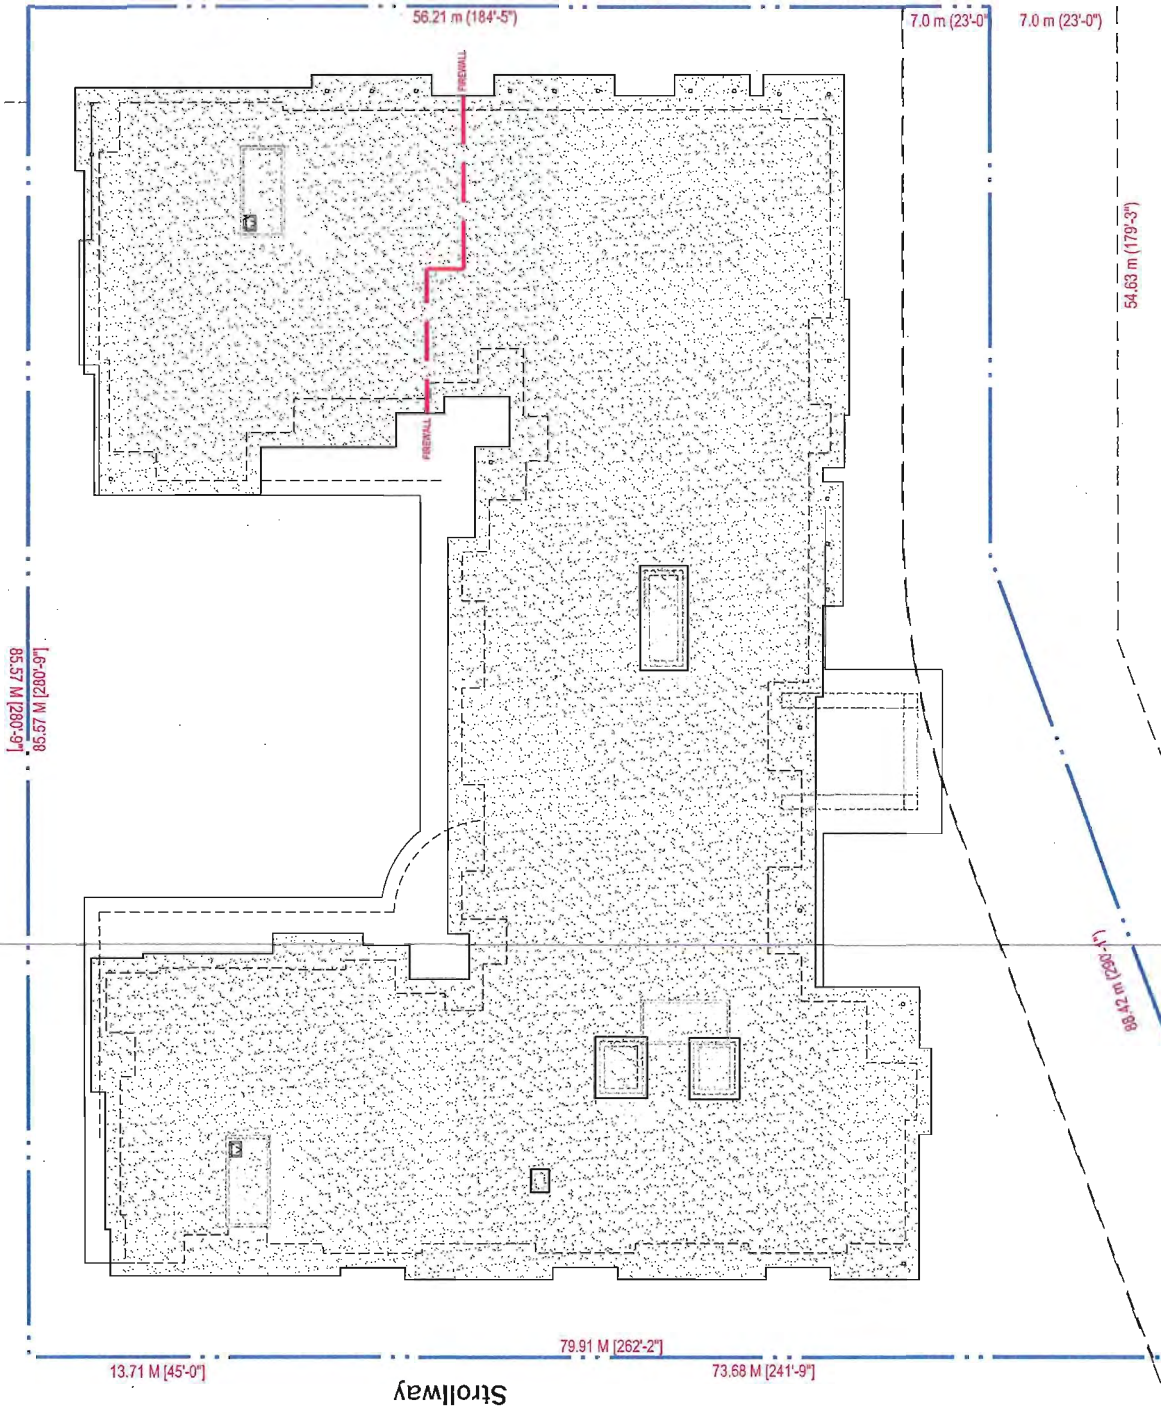 56.21 m (184'-5")
7.0 m (23'-0"
7.0 m (23'-0")
FIREWALL
54.63 m (179'-3")
FIREWALL
85.57 M [280'-9"]
85.57 M [280'-9"]
88.42 m (290'-1")
79.91 M [262'-2"]
13.71 M [45'-0"]
73.68 M [241'-9"]
Strollway